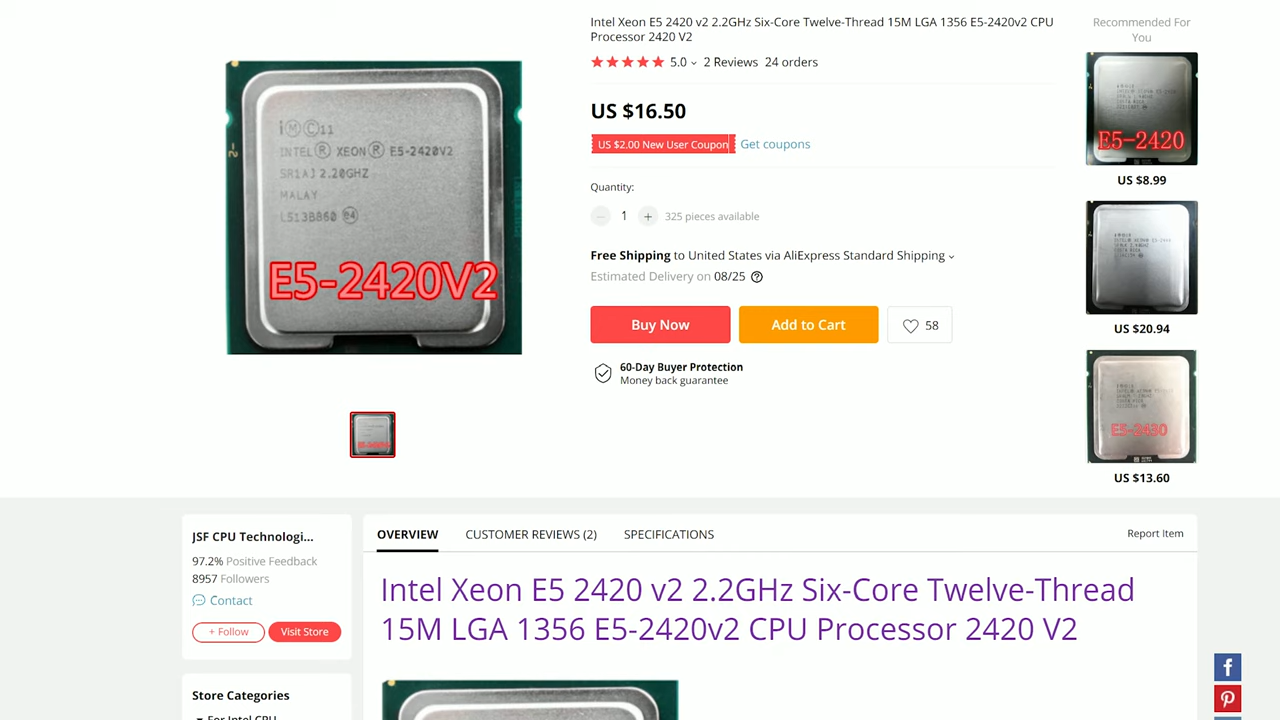 Intel Xeon E5 2420 v2 2.2GHz Six-Core Twelve-Thread 15M LGA 1356 E5-2420v2 CPU
Processor 2420 V2
5.0 2 Reviews 24 orders
US $16.50
US $2.00 New User Coupon Get coupons
Quantity:
1 + 325 pieces available
Free Shipping to United States via AliExpress Standard Shipping
Estimated Delivery on 08/25
Buy Now
Add to Cart
58
60-Day Buyer Protection
Money back guarantee
i Ⓜ Ⓒ 11
INTEL® XEON® E5-2420V2
SR1AJ 2.20GHZ
MALAY
L513B860 e4
E5-2420V2
Recommended For
You
E5-2420
US $8.99
US $20.94
E5-2430
US $13.60
JSF CPU Technologi...
97.2% Positive Feedback
8957 Followers
Contact
+ Follow
Visit Store
Store Categories
For Intel CPU
OVERVIEW CUSTOMER REVIEWS (2) SPECIFICATIONS
Report Item
Intel Xeon E5 2420 v2 2.2GHz Six-Core Twelve-Thread
15M LGA 1356 E5-2420v2 CPU Processor 2420 V2